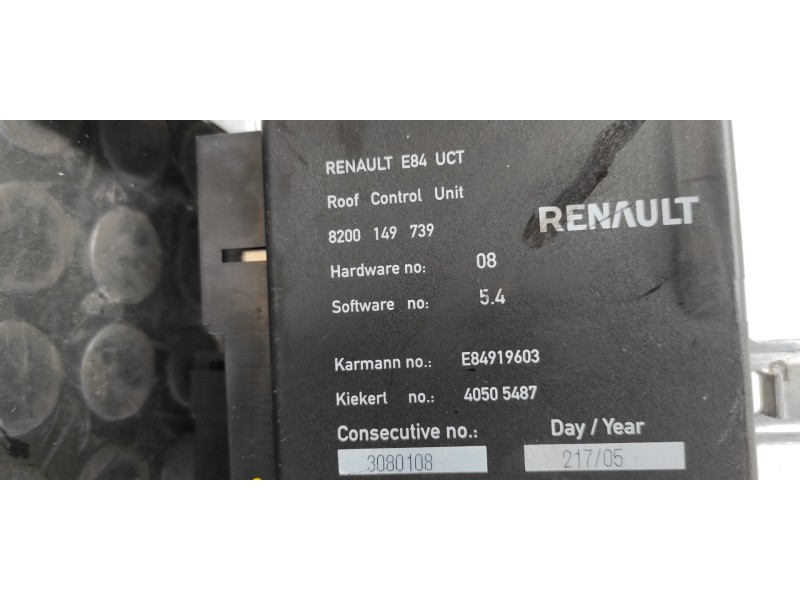 RENAULT E84 UCT
Roof Control Unit
8200 149 739
RENAULT
Hardware no: 08
Software no: 5.4
Karmann no.: E84919603
Kiekert no.: 4050 5487
Consecutive no.: Day / Year
3080108 217/05